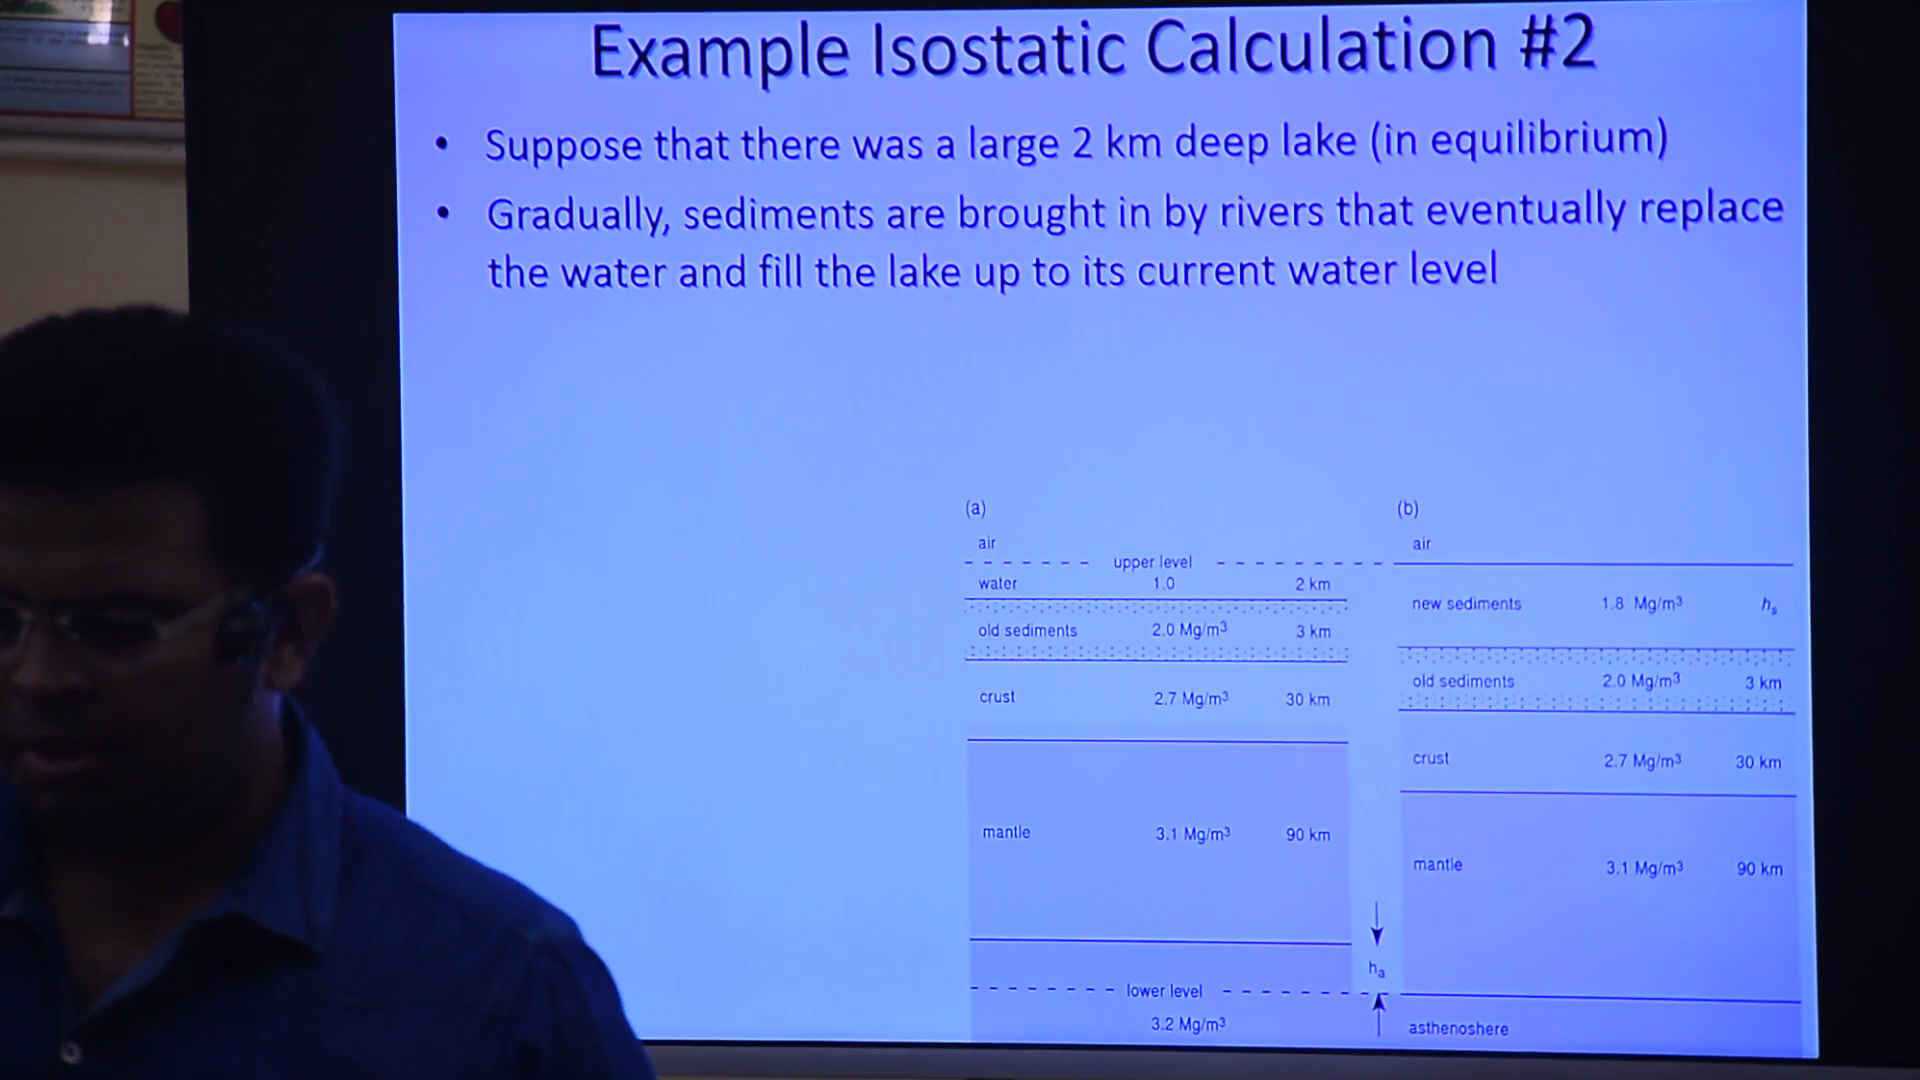 Example Isostatic Calculation #2
• Suppose that there was a large 2 km deep lake (in equilibrium)
• Gradually, sediments are brought in by rivers that eventually replace
the water and fill the lake up to its current water level
(a)
air
upper level
water 1.0 2 km
old sediments 2.0 Mg/m³ 3 km
crust 2.7 Mg/m³ 30 km
mantle 3.1 Mg/m³ 90 km
lower level
3.2 Mg/m³
hₐ
(b)
air
new sediments 1.8 Mg/m³ hₛ
old sediments 2.0 Mg/m³ 3 km
crust 2.7 Mg/m³ 30 km
mantle 3.1 Mg/m³ 90 km
asthenoshere